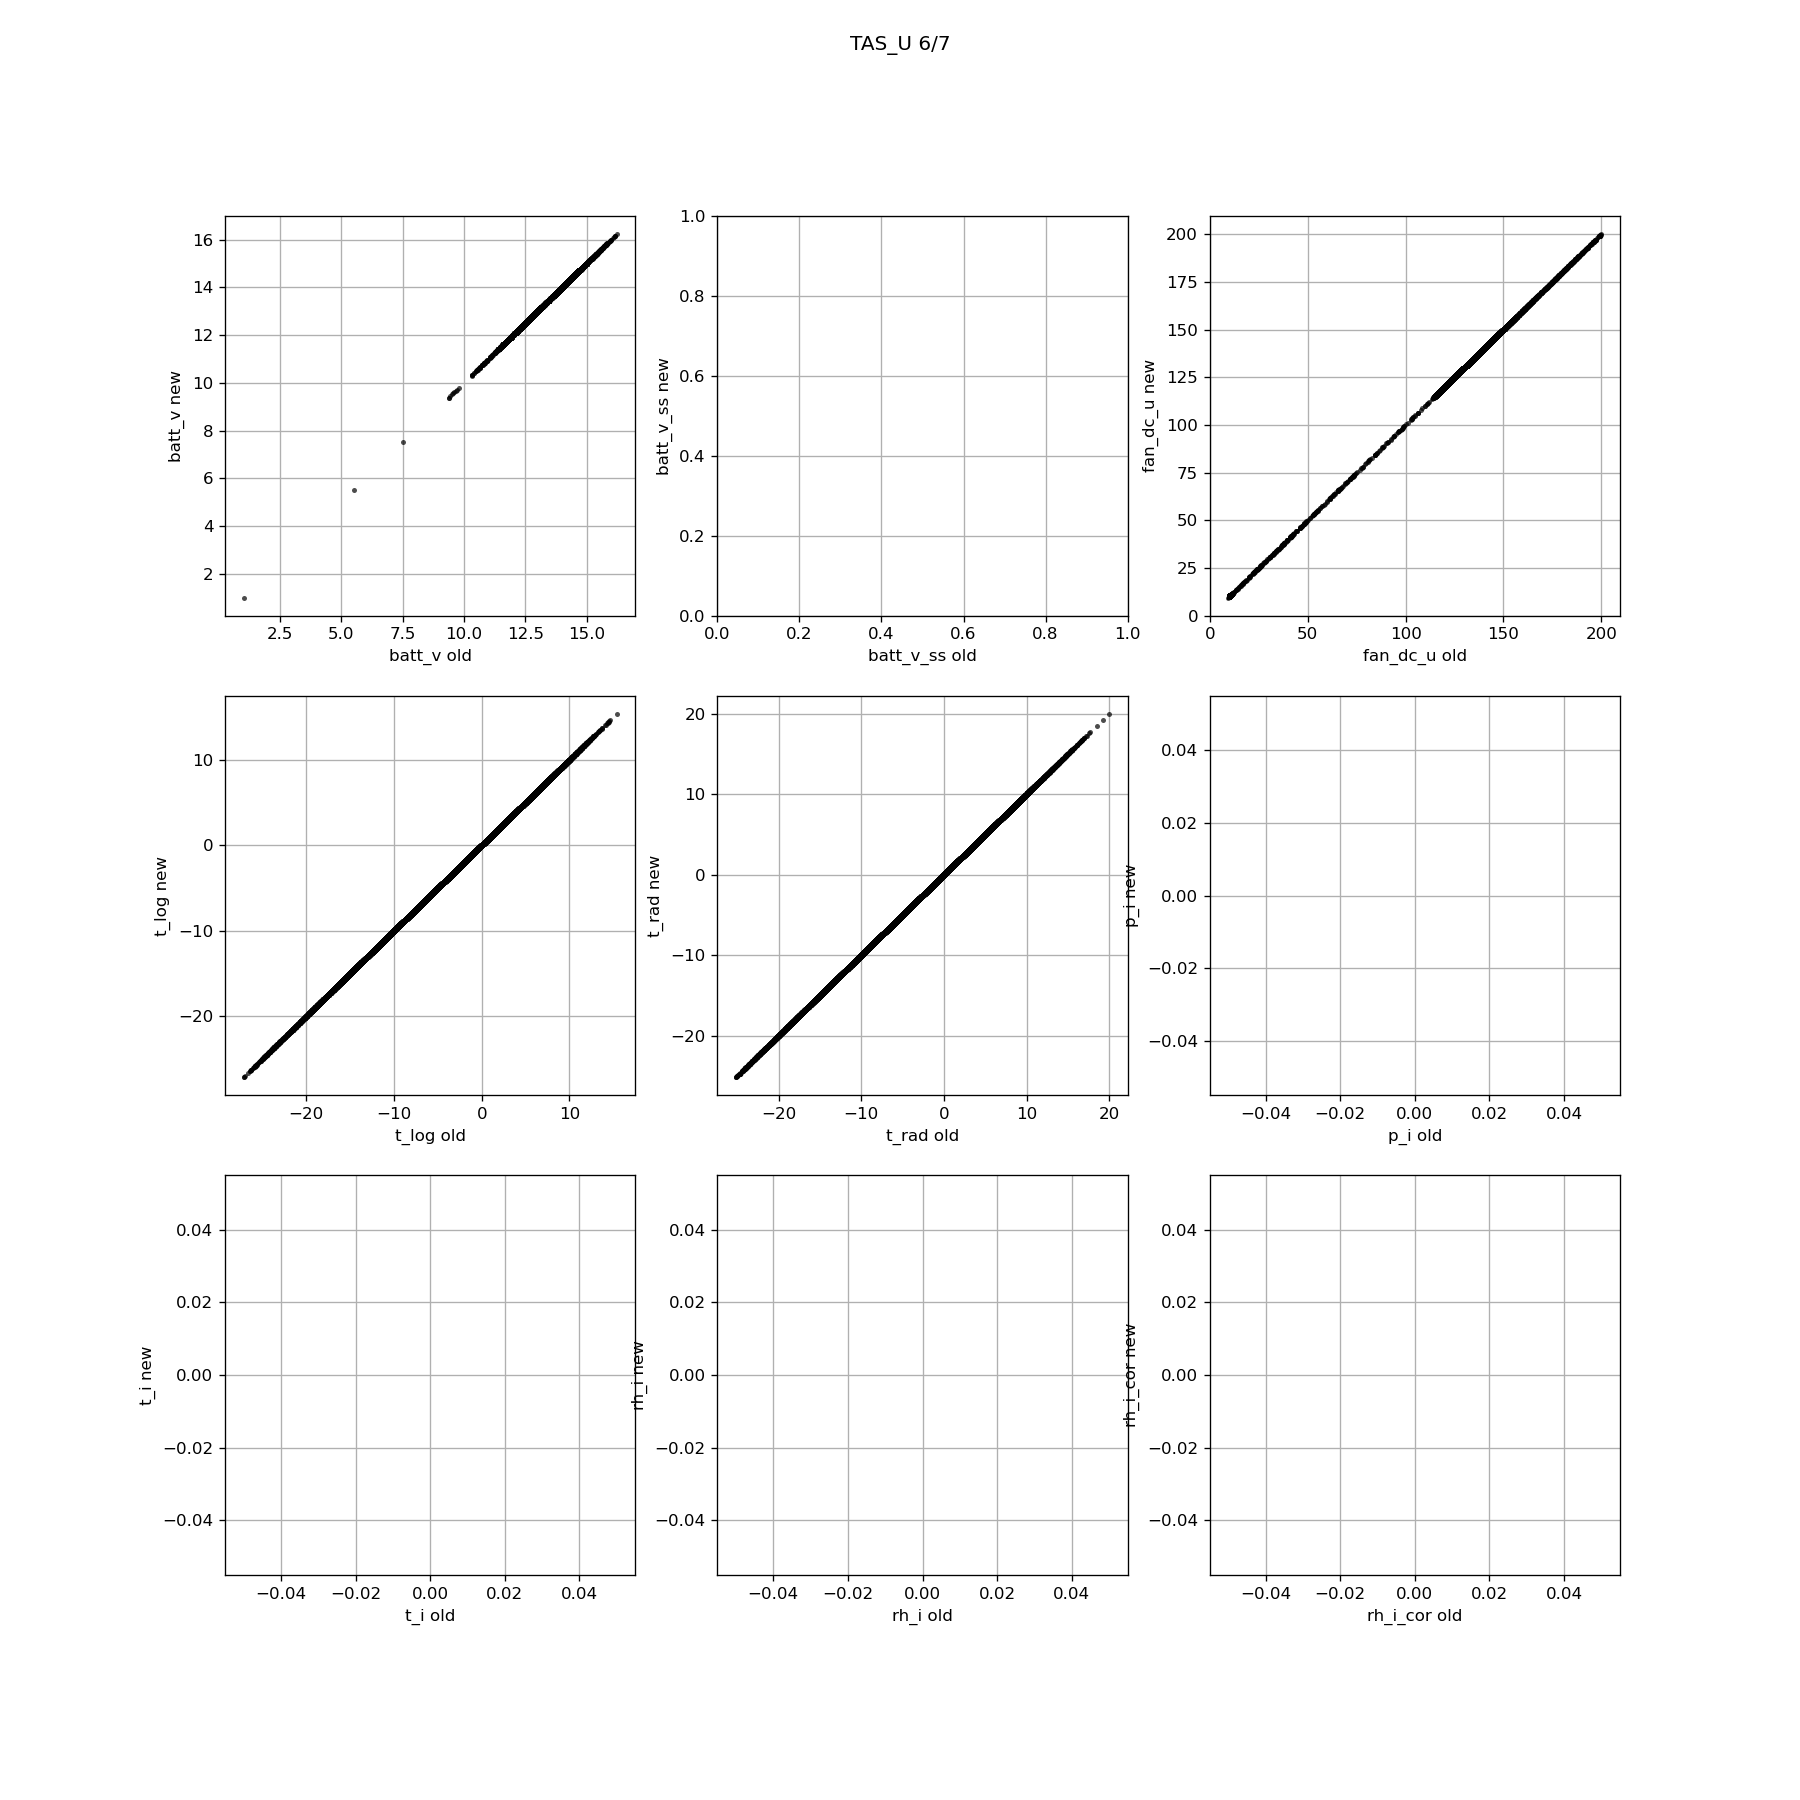 TAS_U 6/7
16
14
12
10
8
6
4
2
batt_v new
2.5 5.0 7.5 10.0 12.5 15.0
batt_v old
1.0
0.8
0.6
0.4
0.2
0.0
batt_v_ss new
0.0 0.2 0.4 0.6 0.8 1.0
batt_v_ss old
200
175
150
125
100
75
50
25
0
fan_dc_u new
0 50 100 150 200
fan_dc_u old
10
0
−10
−20
t_log new
−20 −10 0 10
t_log old
20
10
0
−10
−20
t_rad new
−20 −10 0 10 20
t_rad old
0.04
0.02
0.00
−0.02
−0.04
p_i new
−0.04 −0.02 0.00 0.02 0.04
p_i old
0.04
0.02
0.00
−0.02
−0.04
t_i new
−0.04 −0.02 0.00 0.02 0.04
t_i old
0.04
0.02
0.00
−0.02
−0.04
rh_i new
−0.04 −0.02 0.00 0.02 0.04
rh_i old
0.04
0.02
0.00
−0.02
−0.04
rh_i_cor new
−0.04 −0.02 0.00 0.02 0.04
rh_i_cor old